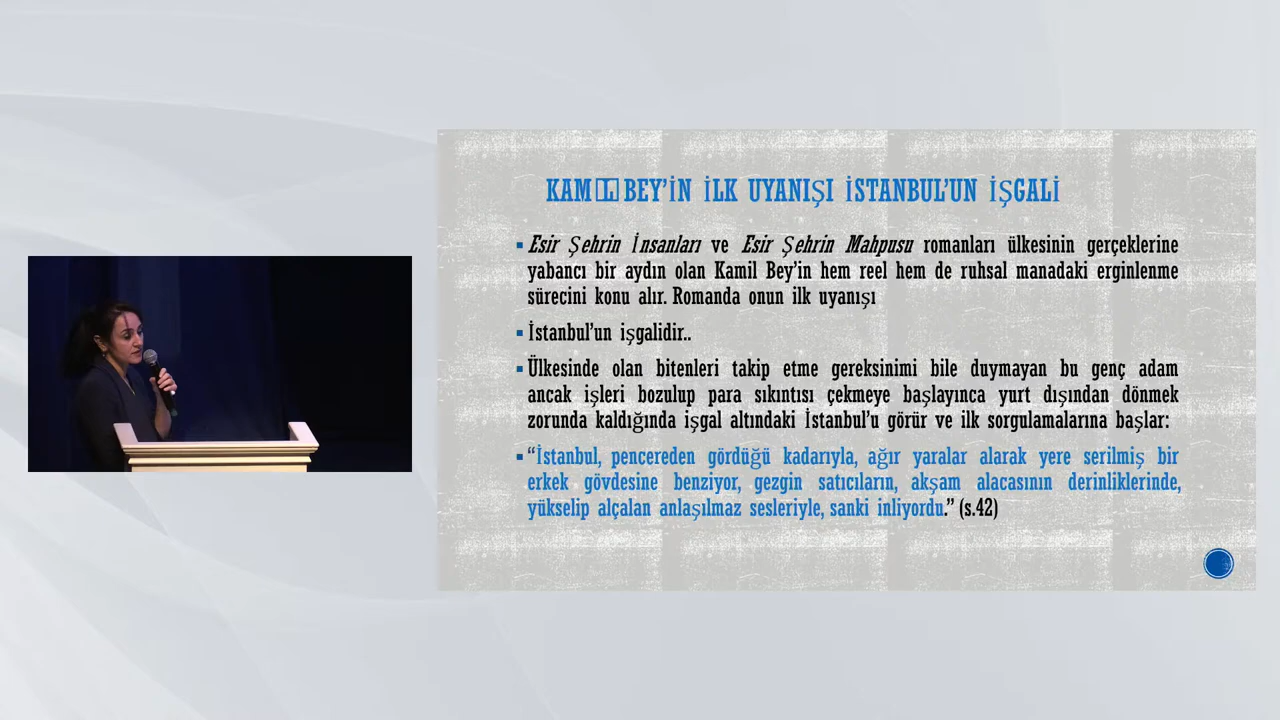 KAM BEY'İN İLK UYANIŞI İSTANBUL'UN İŞGALİ
Esir Şehrin İnsanları ve Esir Şehrin Mahpusu romanları ülkesinin gerçeklerine
yabancı bir aydın olan Kamil Bey'in hem reel hem de ruhsal manadaki erginlenme
sürecini konu alır. Romanda onun ilk uyanışı
İstanbul'un işgalidir..
Ülkesinde olan bitenleri takip etme gereksinimi bile duymayan bu genç adam
ancak işleri bozulup para sıkıntısı çekmeye başlayınca yurt dışından dönmek
zorunda kaldığında işgal altındaki İstanbul'u görür ve ilk sorgulamalarına başlar:
“İstanbul, pencereden gördüğü kadarıyla, ağır yaralar alarak yere serilmiş bir
erkek gövdesine benziyor, gezgin satıcıların, akşam alacasının derinliklerinde,
yükselip alçalan anlaşılmaz sesleriyle, sanki inliyordu.” (s.42)